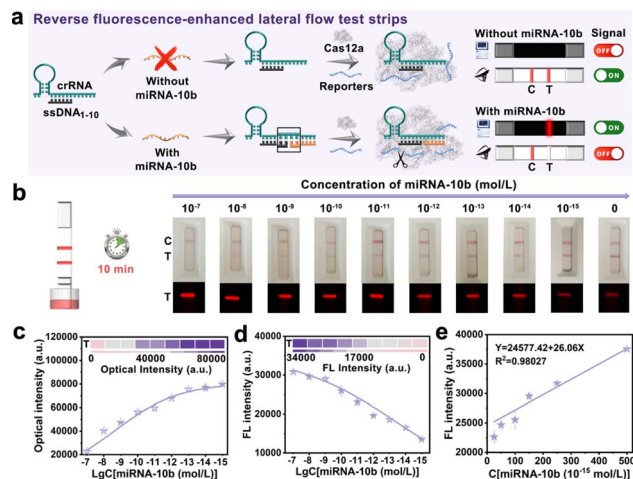 a Reverse fluorescence-enhanced lateral flow test strips
crRNA
ssDNA1-10
Without
miRNA-10b
With
miRNA-10b
Cas12a
Reporters
Without miRNA-10b Signal
OFF
ON
C T
With miRNA-10b
ON
OFF
C T
b
10 min
Concentration of miRNA-10b (mol/L)
10-7 10-8 10-9 10-10 10-11 10-12 10-13 10-14 10-15 0
C
T
T
c
Optical intensity (a.u.)
120000
100000
80000
60000
40000
20000
T
0 40000 80000
Optical Intensity (a.u.)
-7 -8 -9 -10 -11 -12 -13 -14 -15
LgC[miRNA-10b (mol/L)]
d
FL intensity (a.u.)
40000
30000
20000
10000
T
34000 17000 0
FL Intensity (a.u.)
-7 -8 -9 -10 -11 -12 -13 -14 -15
LgC[miRNA-10b (mol/L)]
e
FL intensity (a.u.)
40000
35000
30000
25000
20000
Y=24577.42+26.06X
R2=0.98027
0 100 200 300 400 500
C[miRNA-10b (10-15 mol/L)]